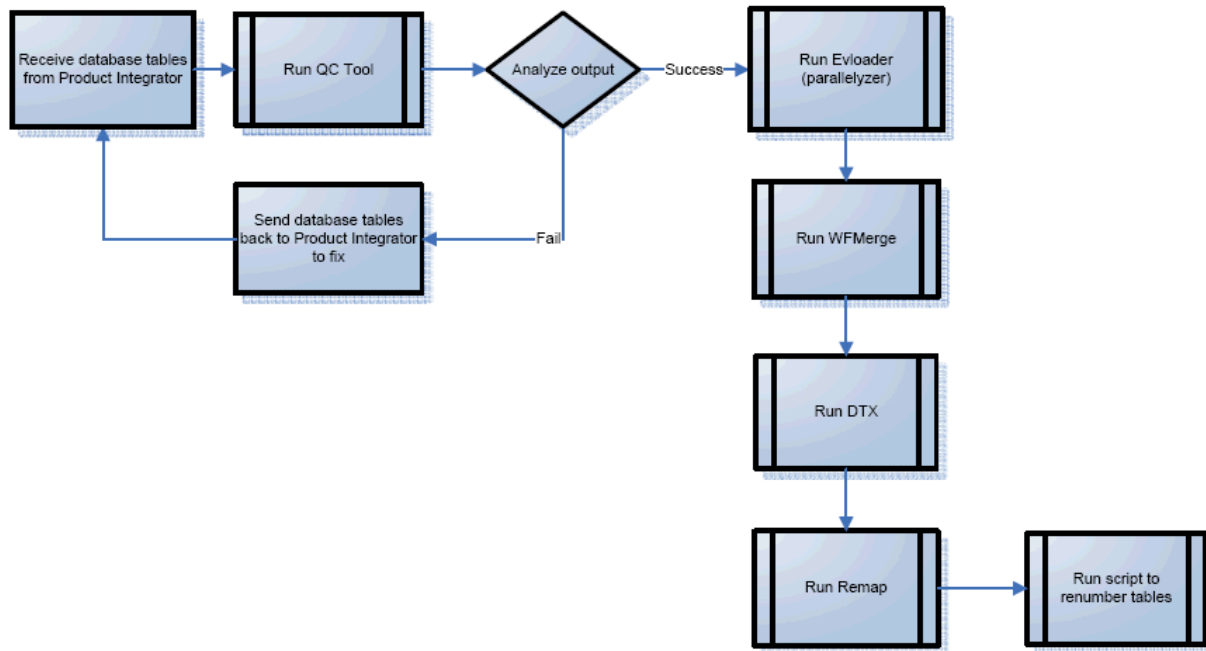 Receive database tables
from Product Integrator
Run QC Tool
Analyze output
Success
Run Evloader
(parallelyzer)
Send database tables
back to Product Integrator
to fix
Fail
Run WFMerge
Run DTX
Run Remap
Run script to
renumber tables